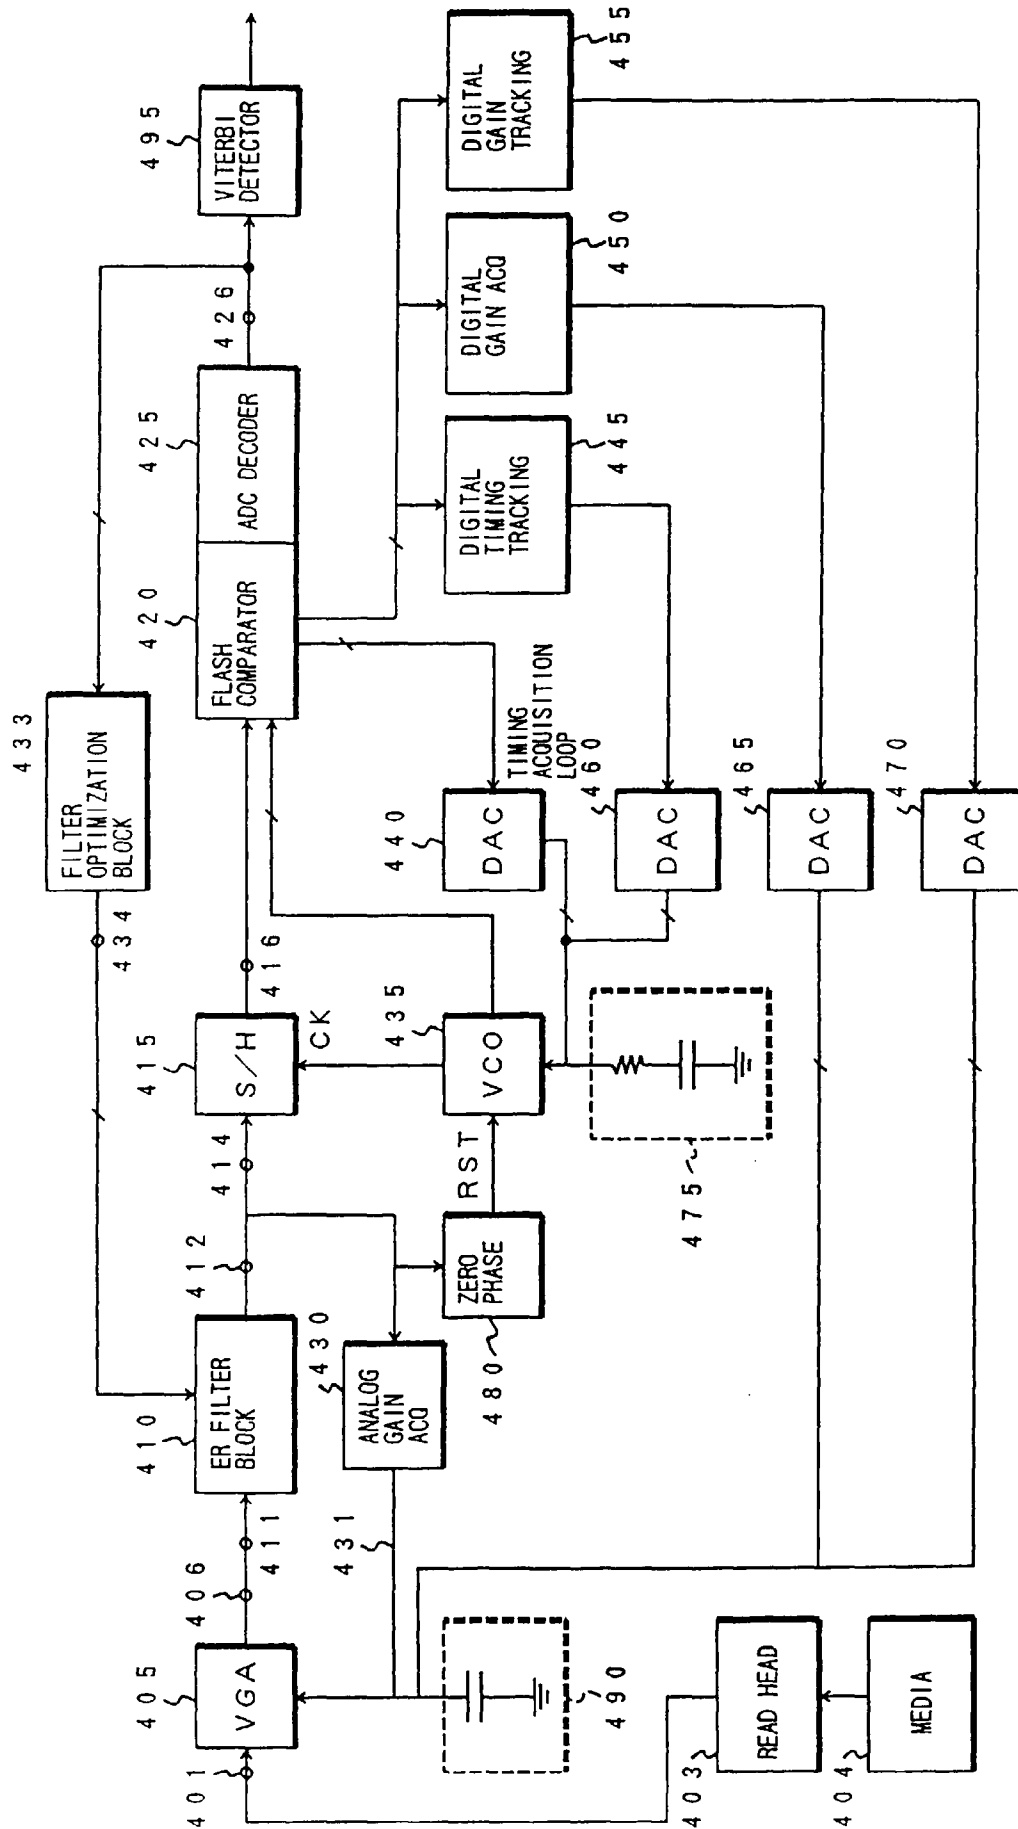 433
FILTER
OPTIMIZATION
BLOCK
434
405
VGA
401
406
411
410
ER FILTER
BLOCK
412
414
415
S/H
416
420
FLASH
COMPARATOR
425
ADC DECODER
426
495
VITERBI
DETECTOR
CK
431
430
ANALOG
GAIN
ACQ
480
ZERO
PHASE
RST
435
VCO
440
DAC
TIMING
ACQUISITION
LOOP
445
DIGITAL
TIMING
TRACKING
450
DIGITAL
GAIN ACQ
455
DIGITAL
GAIN
TRACKING
490
475
460
DAC
465
DAC
470
DAC
403
READ HEAD
404
MEDIA